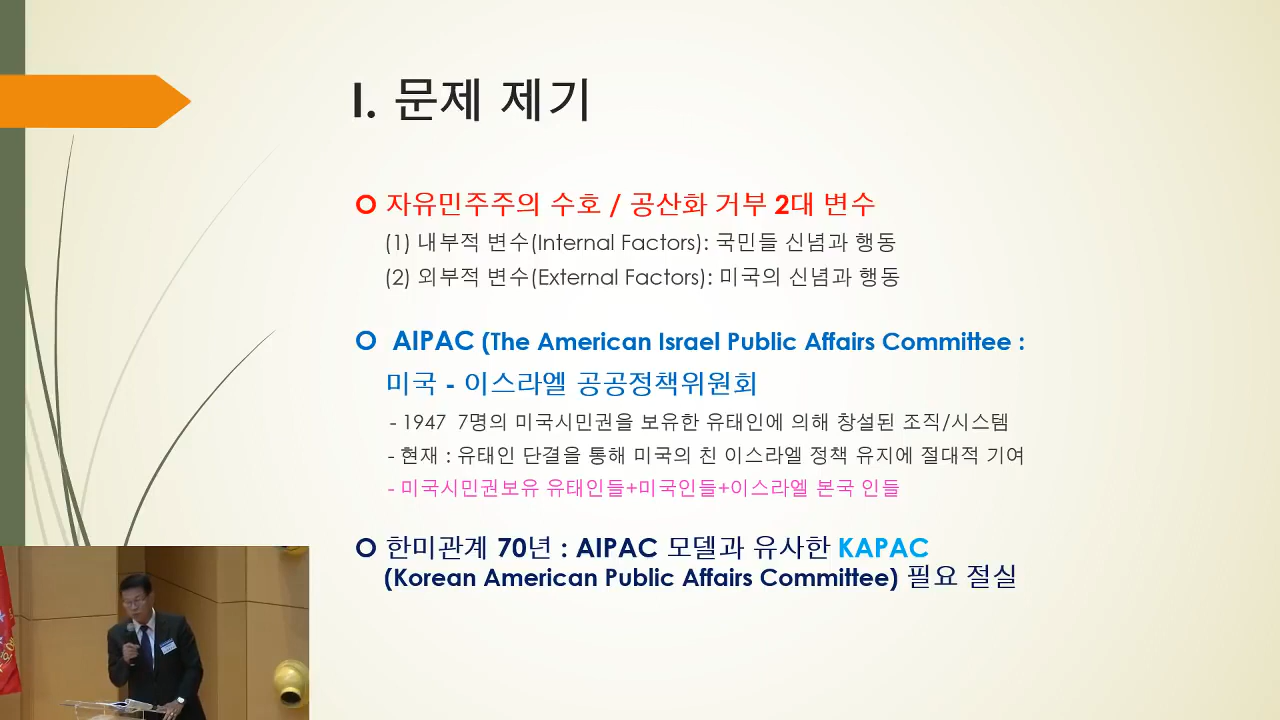 I. 문제 제기
자유민주주의 수호 / 공산화 거부 2대 변수
(1) 내부적 변수(Internal Factors): 국민들 신념과 행동
(2) 외부적 변수(External Factors): 미국의 신념과 행동
AIPAC (The American Israel Public Affairs Committee :
미국 - 이스라엘 공공정책위원회
- 1947 7명의 미국시민권을 보유한 유태인에 의해 창설된 조직/시스템
- 현재 : 유태인 단결을 통해 미국의 친 이스라엘 정책 유지에 절대적 기여
- 미국시민권보유 유태인들+미국인들+이스라엘 본국 인들
한미관계 70년 : AIPAC 모델과 유사한 KAPAC
(Korean American Public Affairs Committee) 필요 절실